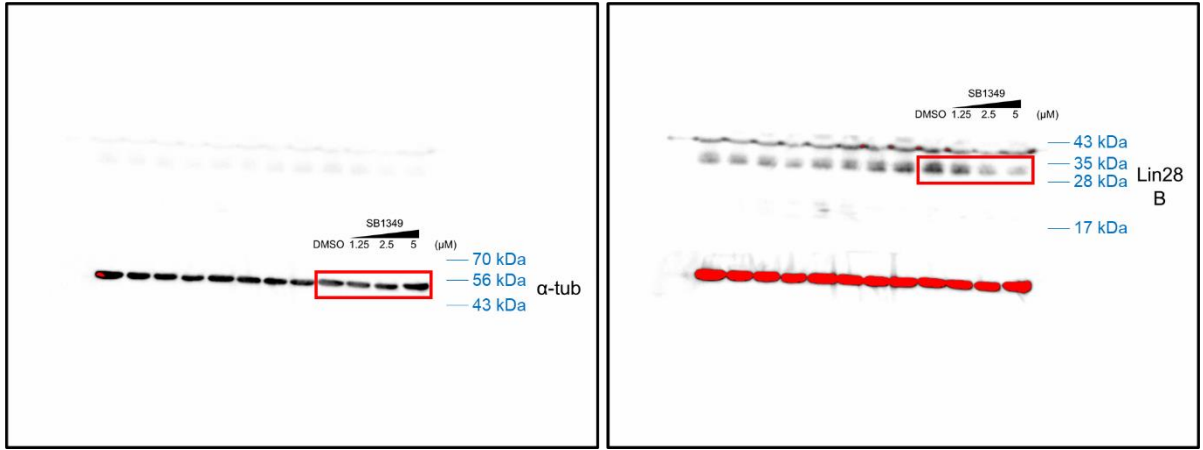 SB1349
DMSO 1.25 2.5 5 (µM)
70 kDa
56 kDa
43 kDa
α-tub
SB1349
DMSO 1.25 2.5 5 (µM)
43 kDa
35 kDa
28 kDa
17 kDa
Lin28
B